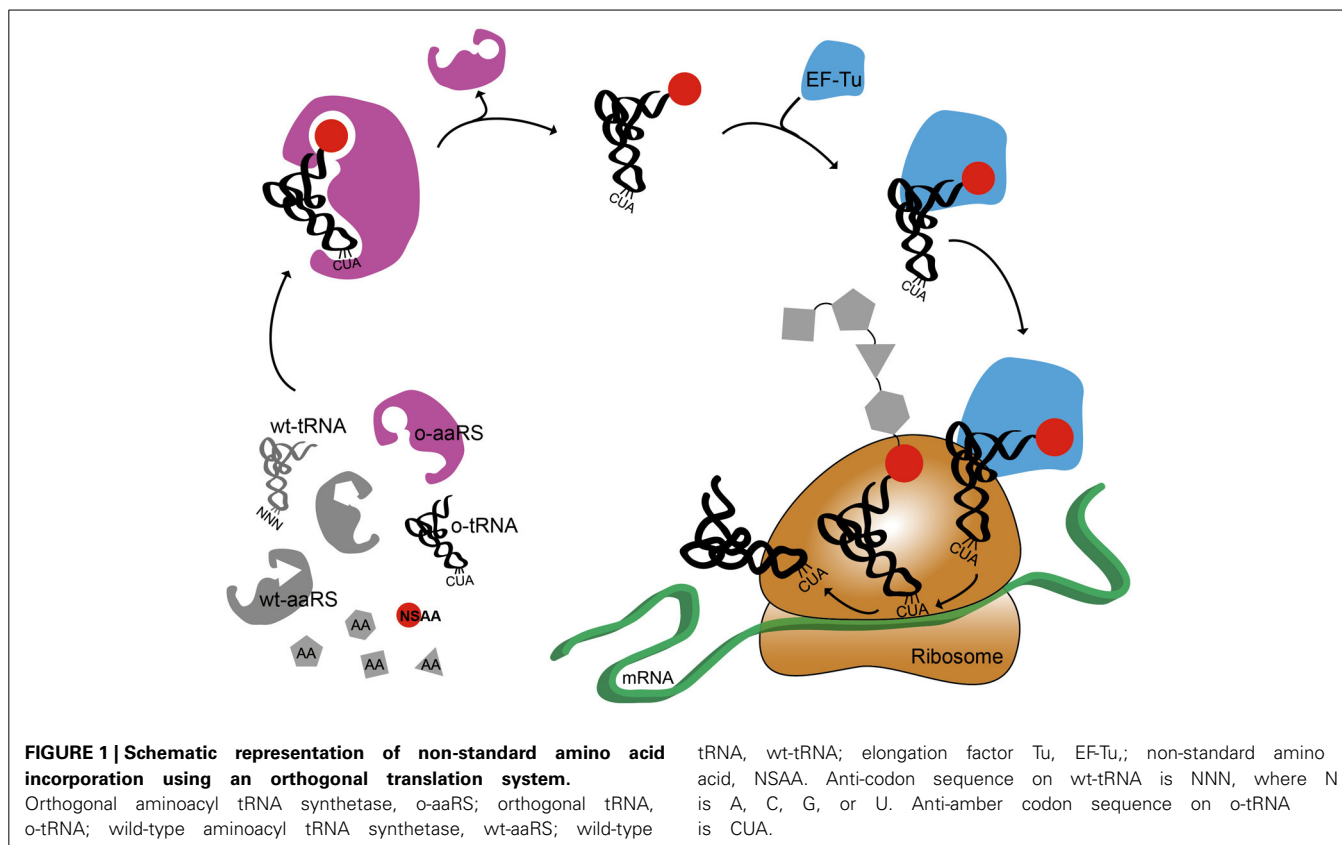 EF-Tu
CUA
CUA
CUA
wt-tRNA
NNN
o-aaRS
o-tRNA
CUA
wt-aaRS
AA
NSAA
AA
AA
AA
CUA
CUA
CUA
mRNA
Ribosome
FIGURE 1 | Schematic representation of non-standard amino acid
incorporation using an orthogonal translation system.
Orthogonal aminoacyl tRNA synthetase, o-aaRS; orthogonal tRNA,
o-tRNA; wild-type aminoacyl tRNA synthetase, wt-aaRS; wild-type
tRNA, wt-tRNA; elongation factor Tu, EF-Tu,; non-standard amino
acid, NSAA. Anti-codon sequence on wt-tRNA is NNN, where N
is A, C, G, or U. Anti-amber codon sequence on o-tRNA
is CUA.